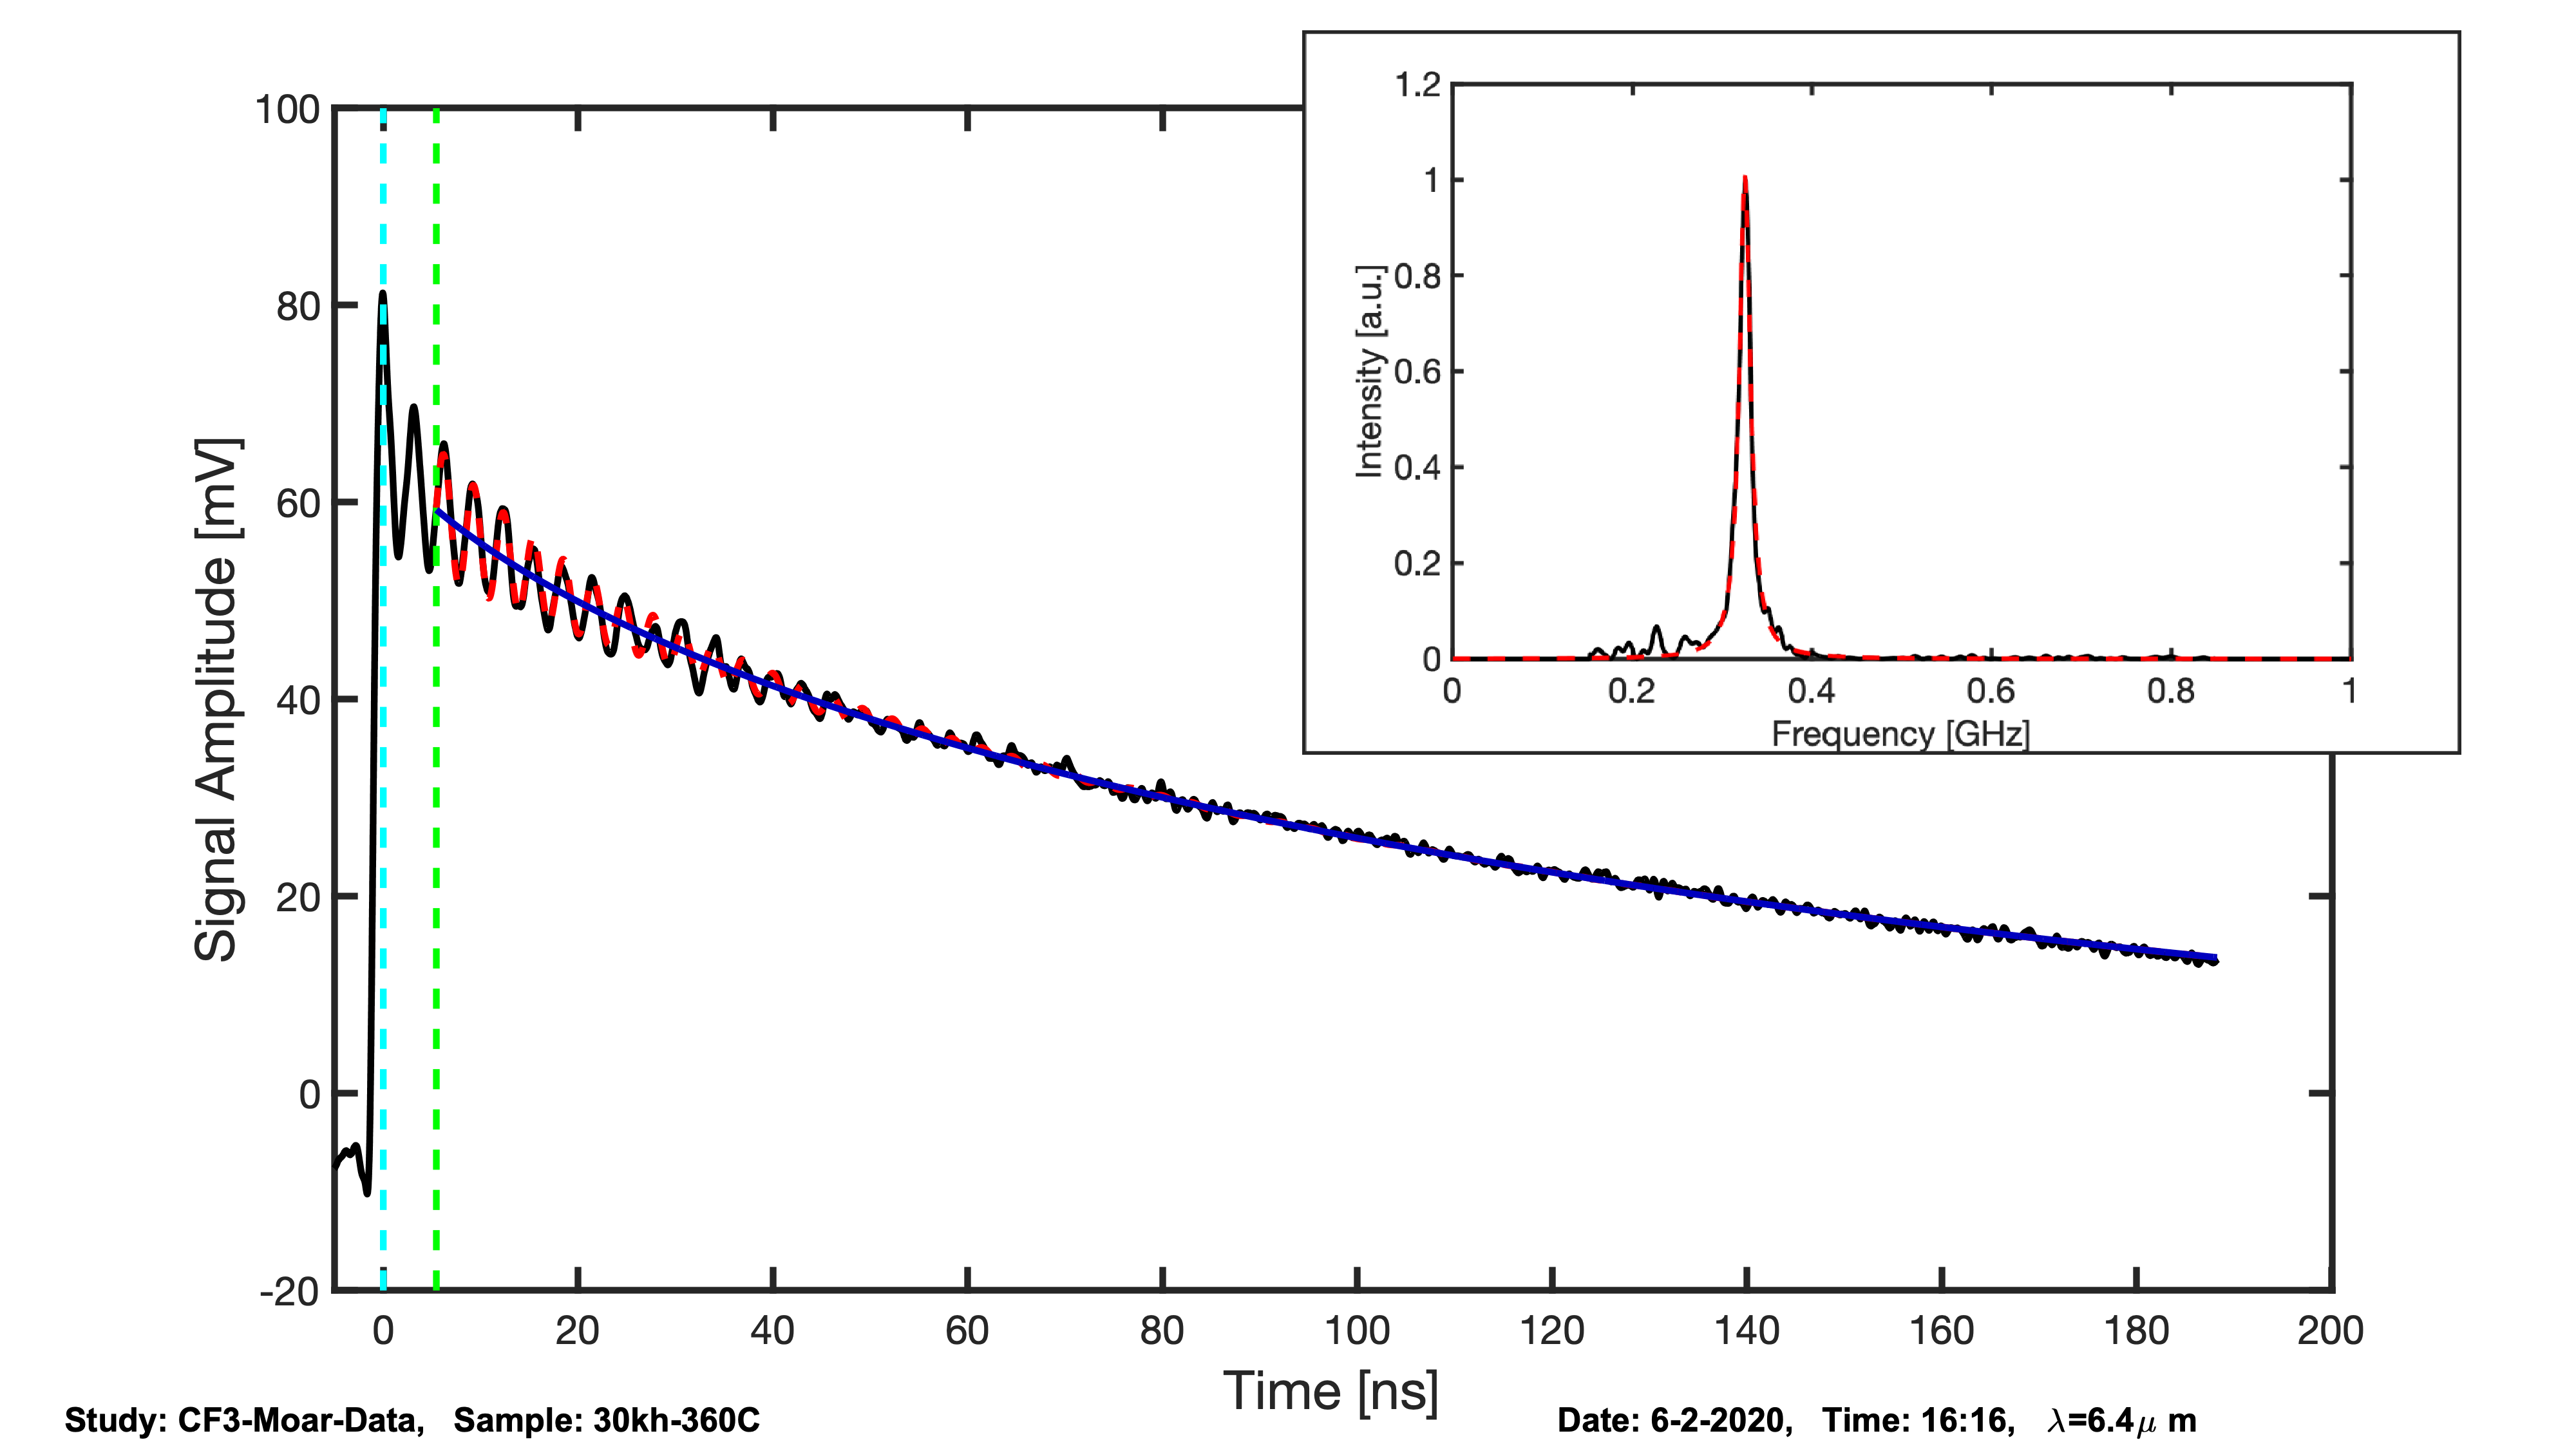 1.2
1
0.8
0.6
0.4
0.2
0
Intensity [a.u.]
0 0.2 0.4 0.6 0.8 1
Frequency [GHz]
100
80
60
40
20
0
-20
Signal Amplitude [mV]
0 20 40 60 80 100 120 140 160 180 200
Time [ns]
Study: CF3-Moar-Data, Sample: 30kh-360C
Date: 6-2-2020, Time: 16:16, λ=6.4μ m